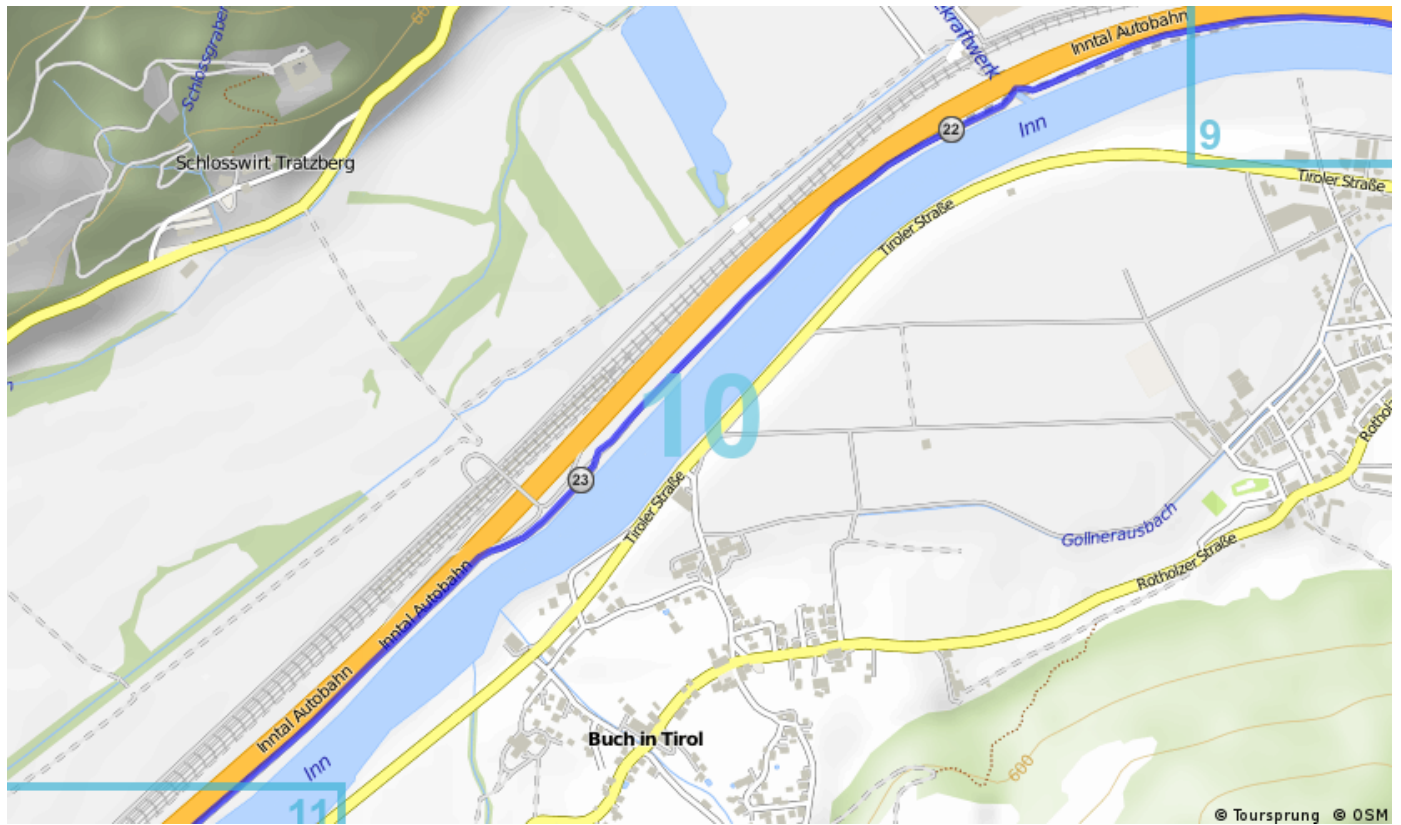 600
Schlossgraben
Inntal Autobahn
22
Inn
9
Schlosswirt Tratzberg
Tiroler Straße
Tiroler Straße
10
23
Tiroler Straße
Gollnerausbach
Rotholzer Straße
Inntal Autobahn
Inntal Autobahn
Buch in Tirol
Inn
600
11
© Toursprung © OSM